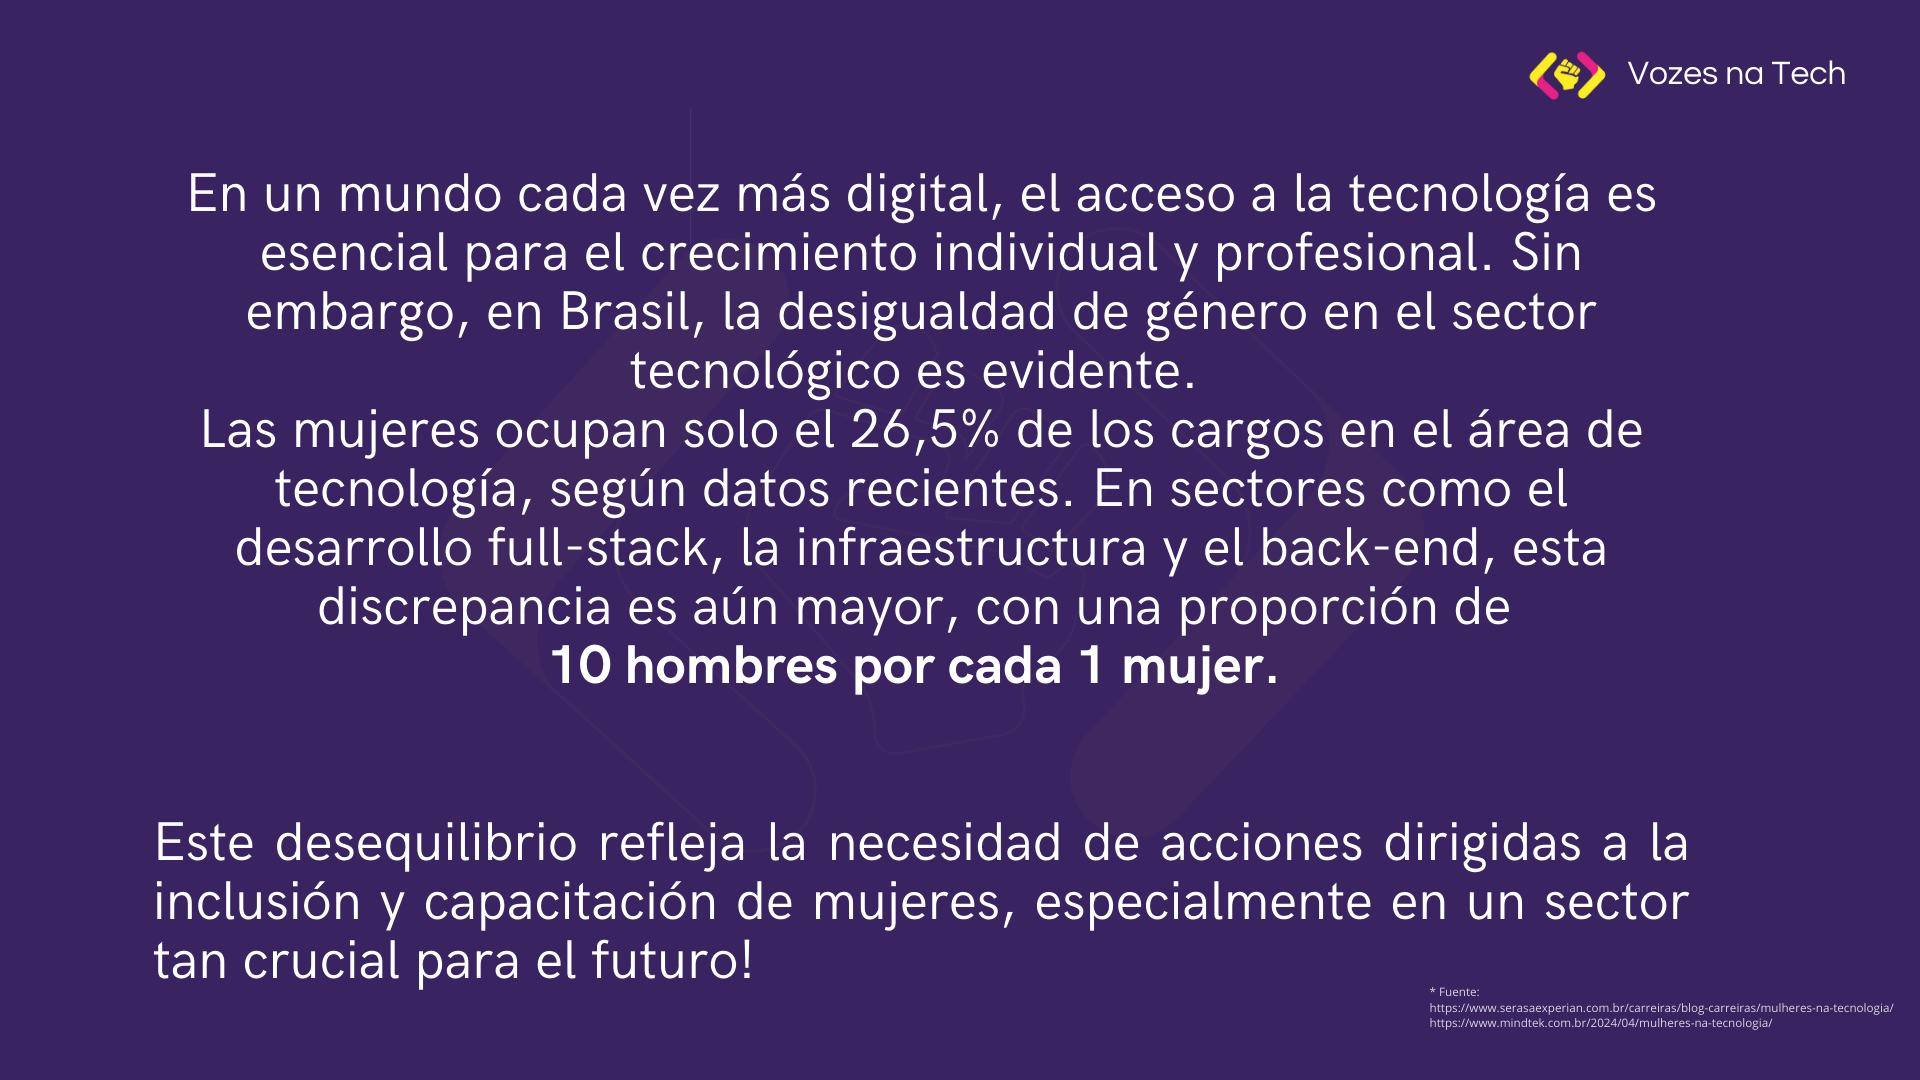 Vozes na Tech
En un mundo cada vez más digital, el acceso a la tecnología es
esencial para el crecimiento individual y profesional. Sin
embargo, en Brasil, la desigualdad de género en el sector
tecnológico es evidente.
Las mujeres ocupan solo el 26,5% de los cargos en el área de
tecnología, según datos recientes. En sectores como el
desarrollo full-stack, la infraestructura y el back-end, esta
discrepancia es aún mayor, con una proporción de
10 hombres por cada 1 mujer.
Este desequilibrio refleja la necesidad de acciones dirigidas a la
inclusión y capacitación de mujeres, especialmente en un sector
tan crucial para el futuro!
* Fuente:
https://www.serasaexperian.com.br/carreiras/blog-carreiras/mulheres-na-tecnologia/
https://www.mindtek.com.br/2024/04/mulheres-na-tecnologia/